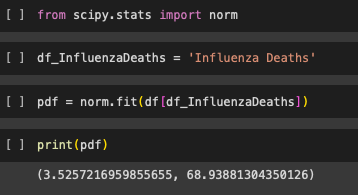 [ ] from scipy.stats import norm
[ ] df_InfluenzaDeaths = 'Influenza Deaths'
[ ] pdf = norm.fit(df[df_InfluenzaDeaths])
[ ] print(pdf)
(3.5257216959855655, 68.93881304350126)